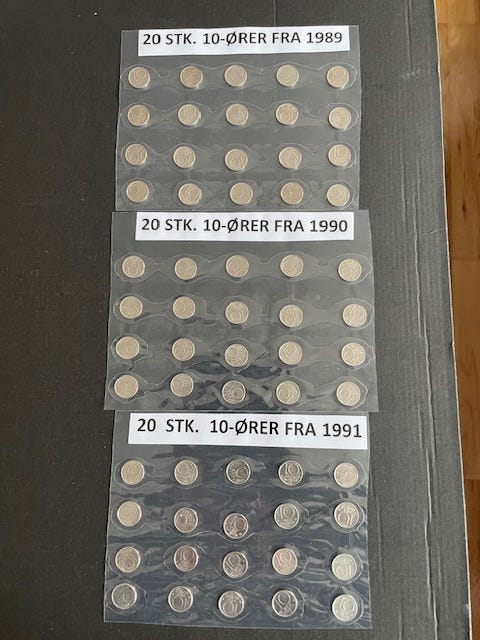 20 STK. 10-ØRER FRA 1989
20 STK. 10-ØRER FRA 1990
20 STK. 10-ØRER FRA 1991